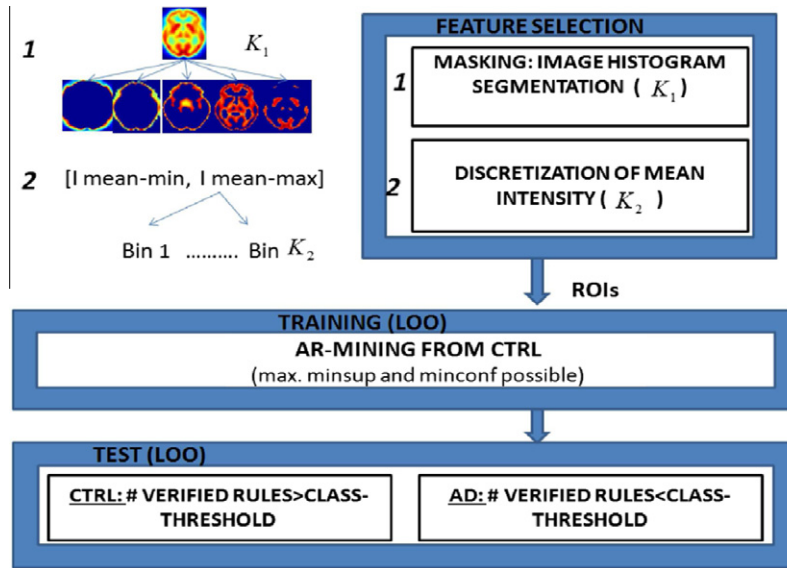 1
K1
2
[I mean-min, I mean-max]
Bin 1 .......... Bin K2
FEATURE SELECTION
1
MASKING: IMAGE HISTOGRAM
SEGMENTATION ( K1 )
2
DISCRETIZATION OF MEAN
INTENSITY ( K2 )
ROIs
TRAINING (LOO)
AR-MINING FROM CTRL
(max. minsup and minconf possible)
TEST (LOO)
CTRL: # VERIFIED RULES>CLASS-
THRESHOLD
AD: # VERIFIED RULES<CLASS-
THRESHOLD